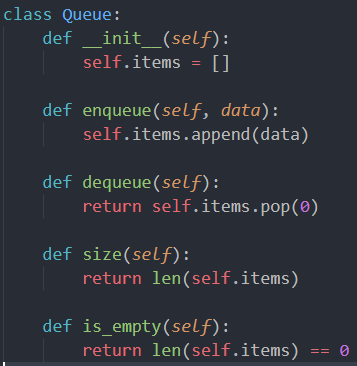 class Queue:
    def __init__(self):
        self.items = []

    def enqueue(self, data):
        self.items.append(data)

    def dequeue(self):
        return self.items.pop(0)

    def size(self):
        return len(self.items)

    def is_empty(self):
        return len(self.items) == 0